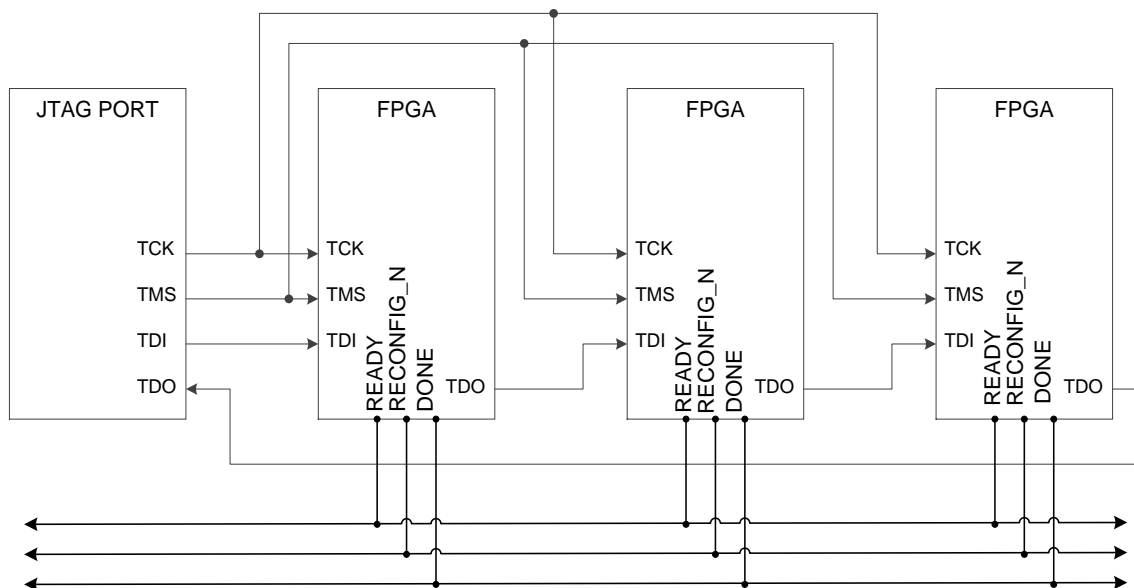 JTAG PORT
TCK
TMS
TDI
TDO
FPGA
TCK
TMS
TDI
READY
RECONFIG_N
DONE
TDO
FPGA
TCK
TMS
TDI
READY
RECONFIG_N
DONE
TDO
FPGA
TCK
TMS
TDI
READY
RECONFIG_N
DONE
TDO